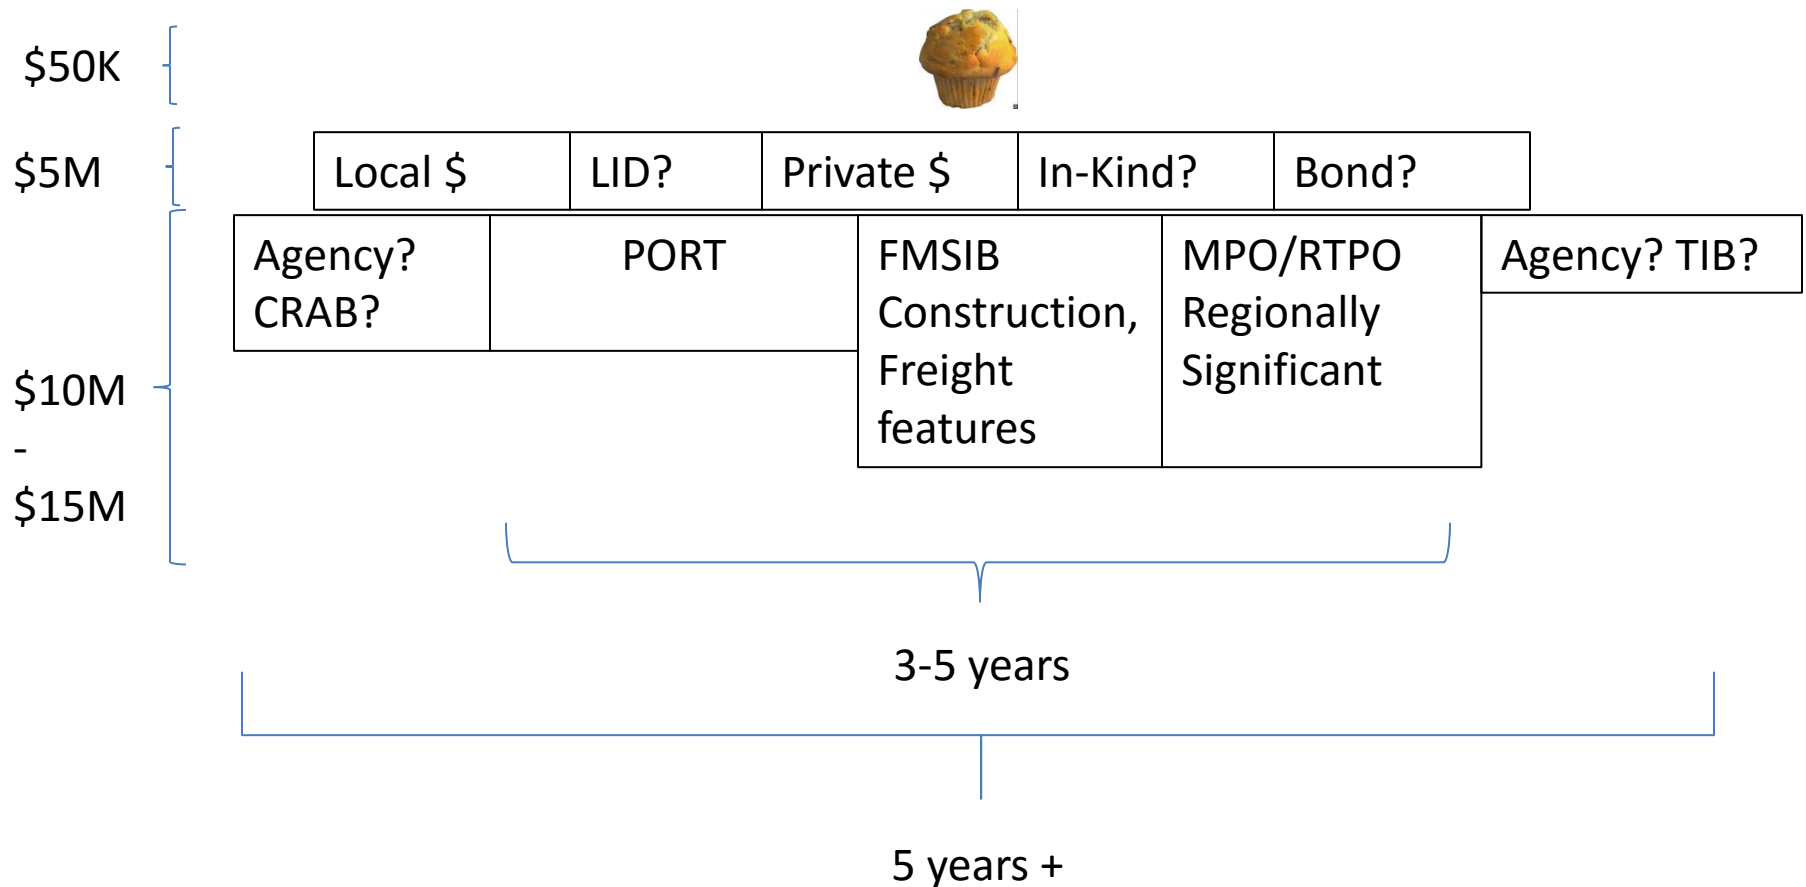 $50K
$5M
Local $
LID?
Private $
In-Kind?
Bond?
Agency?
CRAB?
PORT
FMSIB
Construction,
Freight
features
MPO/RTPO
Regionally
Significant
Agency? TIB?
$10M
-
$15M
3-5 years
5 years +